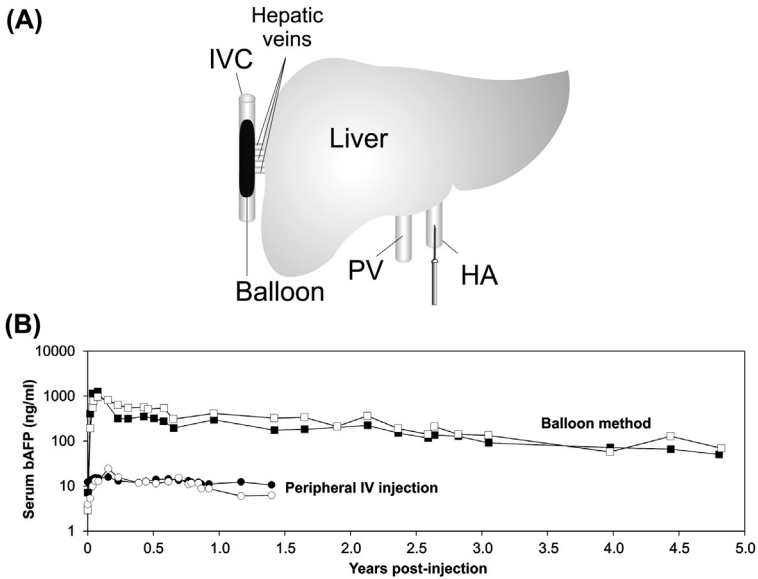 (A)
Hepatic
veins
IVC
Liver
PV
HA
Balloon
(B)
Serum bAFP (ng/ml)
10000
1000
100
10
1
Balloon method
Peripheral IV injection
0 0.5 1.0 1.5 2.0 2.5 3.0 3.5 4.0 4.5 5.0
Years post-injection